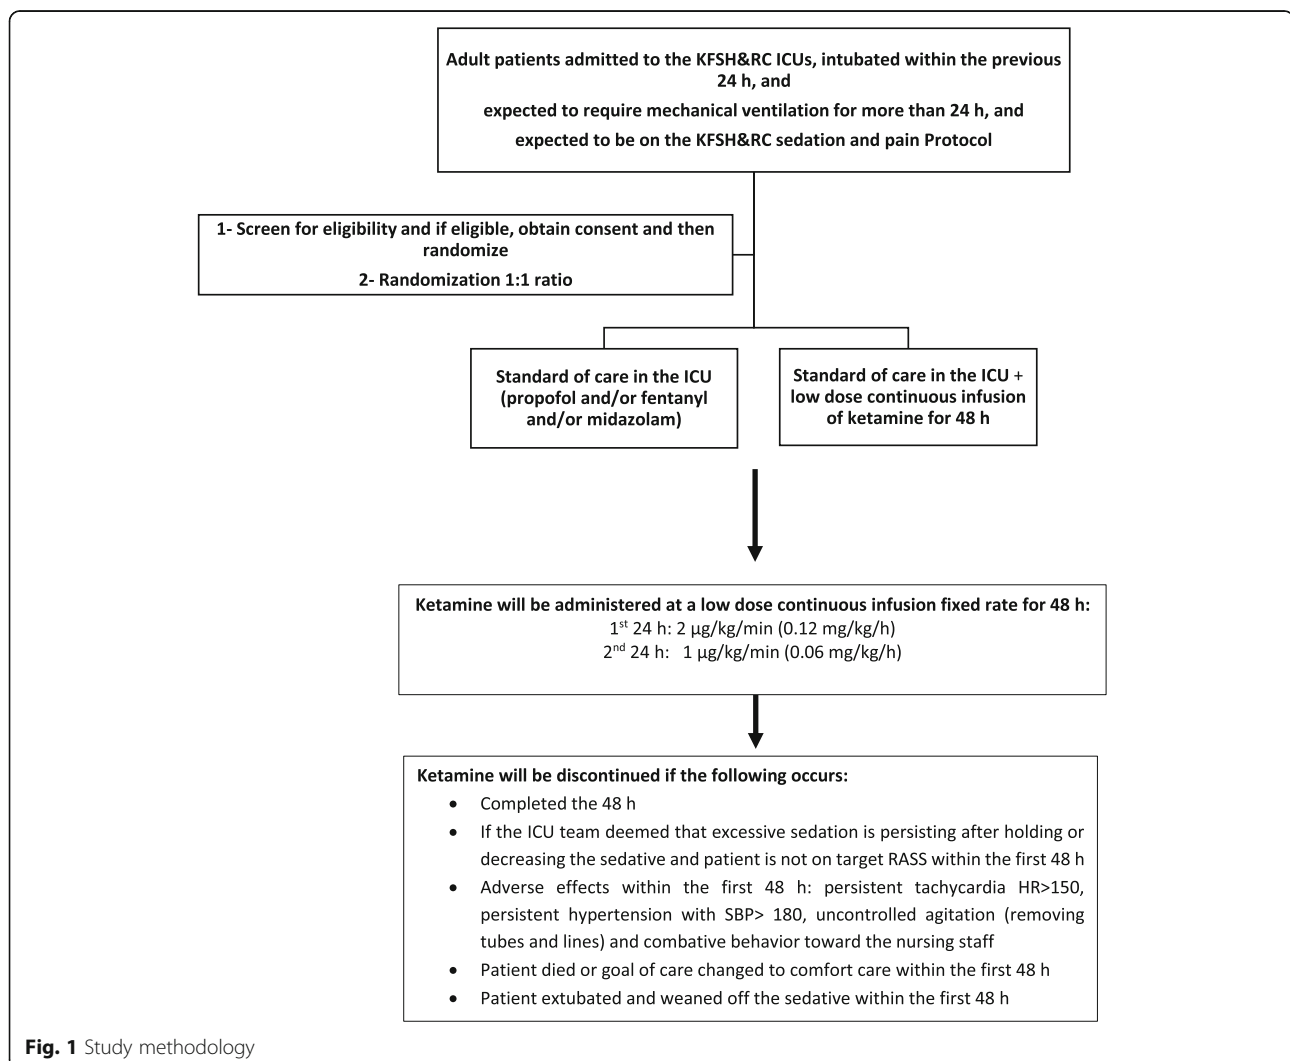 Adult patients admitted to the KFSH&RC ICUs, intubated within the previous
24 h, and
expected to require mechanical ventilation for more than 24 h, and
expected to be on the KFSH&RC sedation and pain Protocol
1- Screen for eligibility and if eligible, obtain consent and then
randomize
2- Randomization 1:1 ratio
Standard of care in the ICU
(propofol and/or fentanyl
and/or midazolam)
Standard of care in the ICU +
low dose continuous infusion
of ketamine for 48 h
Ketamine will be administered at a low dose continuous infusion fixed rate for 48 h:
1st 24 h: 2 µg/kg/min (0.12 mg/kg/h)
2nd 24 h: 1 µg/kg/min (0.06 mg/kg/h)
Ketamine will be discontinued if the following occurs:
• Completed the 48 h
• If the ICU team deemed that excessive sedation is persisting after holding or
decreasing the sedative and patient is not on target RASS within the first 48 h
• Adverse effects within the first 48 h: persistent tachycardia HR>150,
persistent hypertension with SBP> 180, uncontrolled agitation (removing
tubes and lines) and combative behavior toward the nursing staff
• Patient died or goal of care changed to comfort care within the first 48 h
• Patient extubated and weaned off the sedative within the first 48 h
Fig. 1 Study methodology